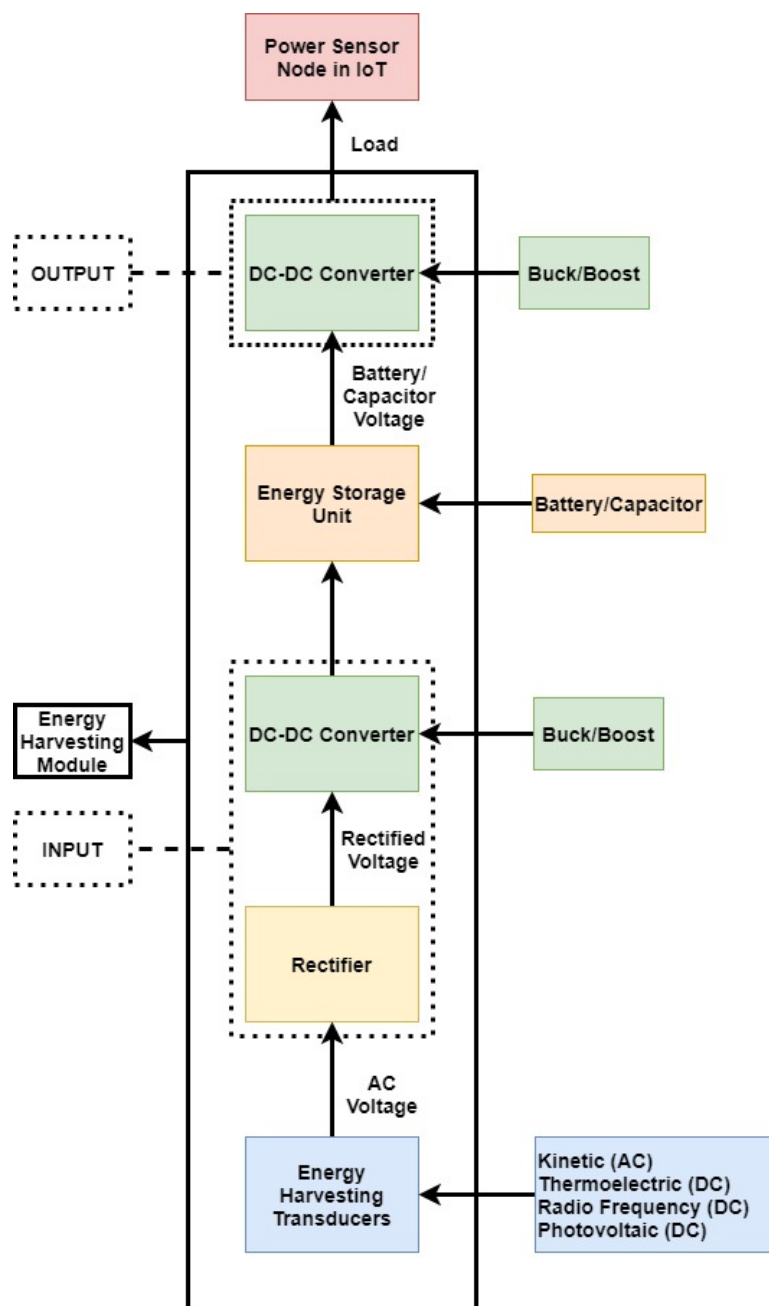 Power Sensor
Node in IoT
Load
OUTPUT
DC-DC Converter
Buck/Boost
Battery/
Capacitor
Voltage
Energy Storage
Unit
Battery/Capacitor
Energy
Harvesting
Module
DC-DC Converter
Buck/Boost
INPUT
Rectified
Voltage
Rectifier
AC
Voltage
Energy
Harvesting
Transducers
Kinetic (AC)
Thermoelectric (DC)
Radio Frequency (DC)
Photovoltaic (DC)